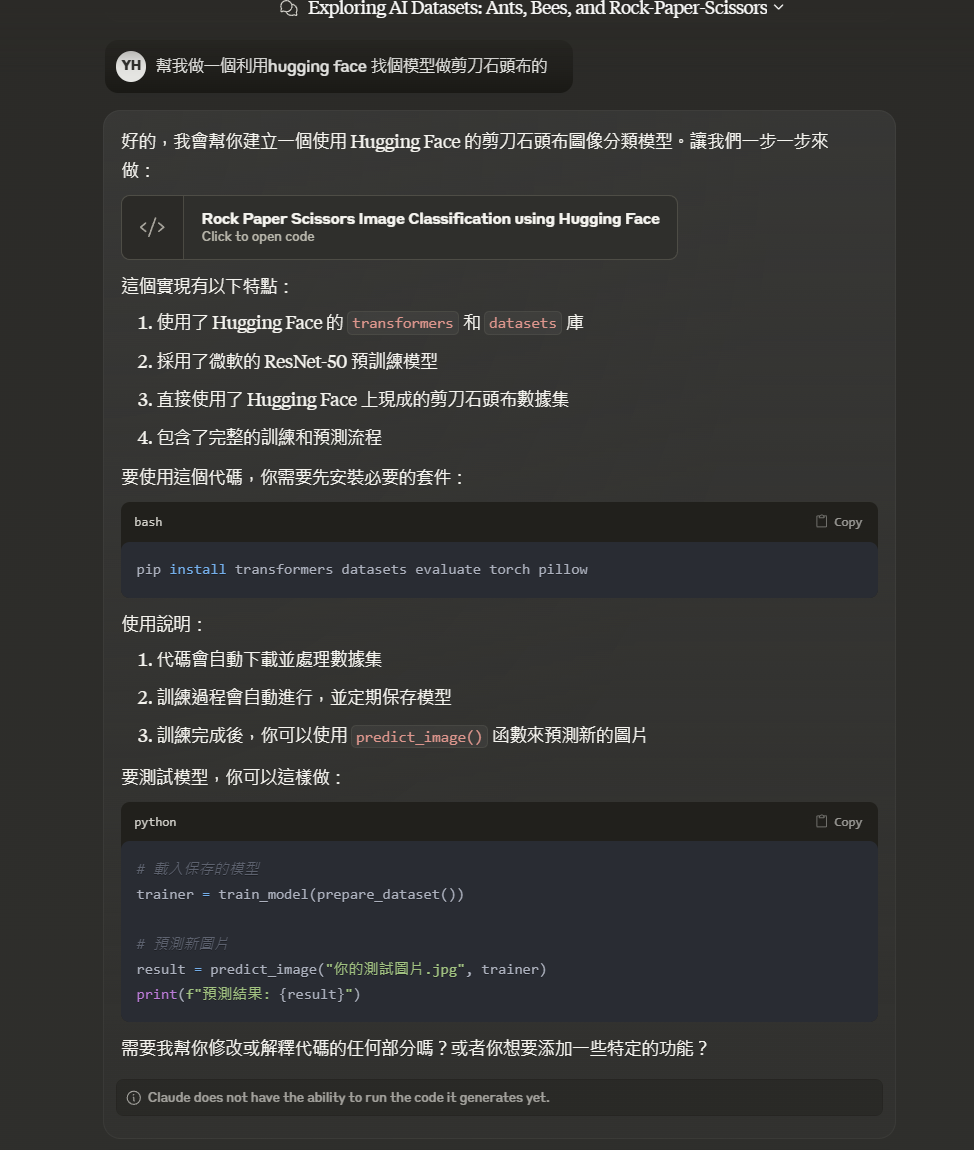 Exploring AI Datasets: Ants, Bees, and Rock-Paper-Scissors
YH 幫我做一個利用hugging face 找個模型做剪刀石頭布的
好的，我會幫你建立一個使用 Hugging Face 的剪刀石頭布圖像分類模型。讓我們一步一步來
做：
</> Rock Paper Scissors Image Classification using Hugging Face
Click to open code
這個實現有以下特點：
1. 使用了 Hugging Face 的 transformers 和 datasets 庫
2. 採用了微軟的 ResNet-50 預訓練模型
3. 直接使用了 Hugging Face 上現成的剪刀石頭布數據集
4. 包含了完整的訓練和預測流程
要使用這個代碼，你需要先安裝必要的套件：
bash Copy
pip install transformers datasets evaluate torch pillow
使用說明：
1. 代碼會自動下載並處理數據集
2. 訓練過程會自動進行，並定期保存模型
3. 訓練完成後，你可以使用 predict_image() 函數來預測新的圖片
要測試模型，你可以這樣做：
python Copy
# 載入保存的模型
trainer = train_model(prepare_dataset())
# 預測新圖片
result = predict_image("你的測試圖片.jpg", trainer)
print(f"預測結果: {result}")
需要我幫你修改或解釋代碼的任何部分嗎？或者你想要添加一些特定的功能？
Claude does not have the ability to run the code it generates yet.